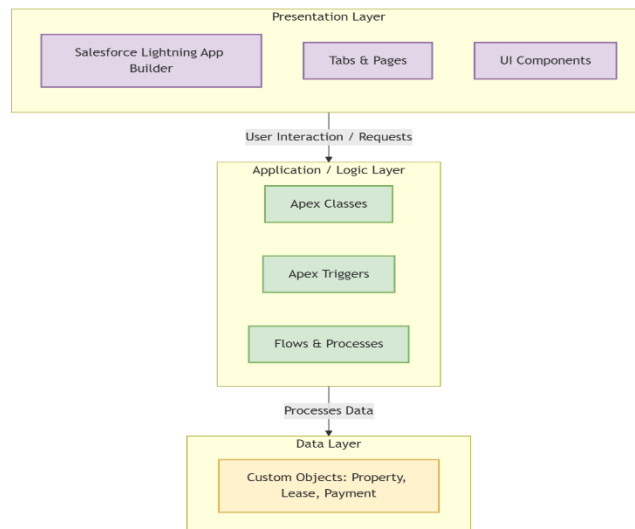 Presentation Layer
Salesforce Lightning App
Builder
Tabs & Pages
UI Components
User Interaction / Requests
Application / Logic Layer
Apex Classes
Apex Triggers
Flows & Processes
Processes Data
Data Layer
Custom Objects: Property,
Lease, Payment